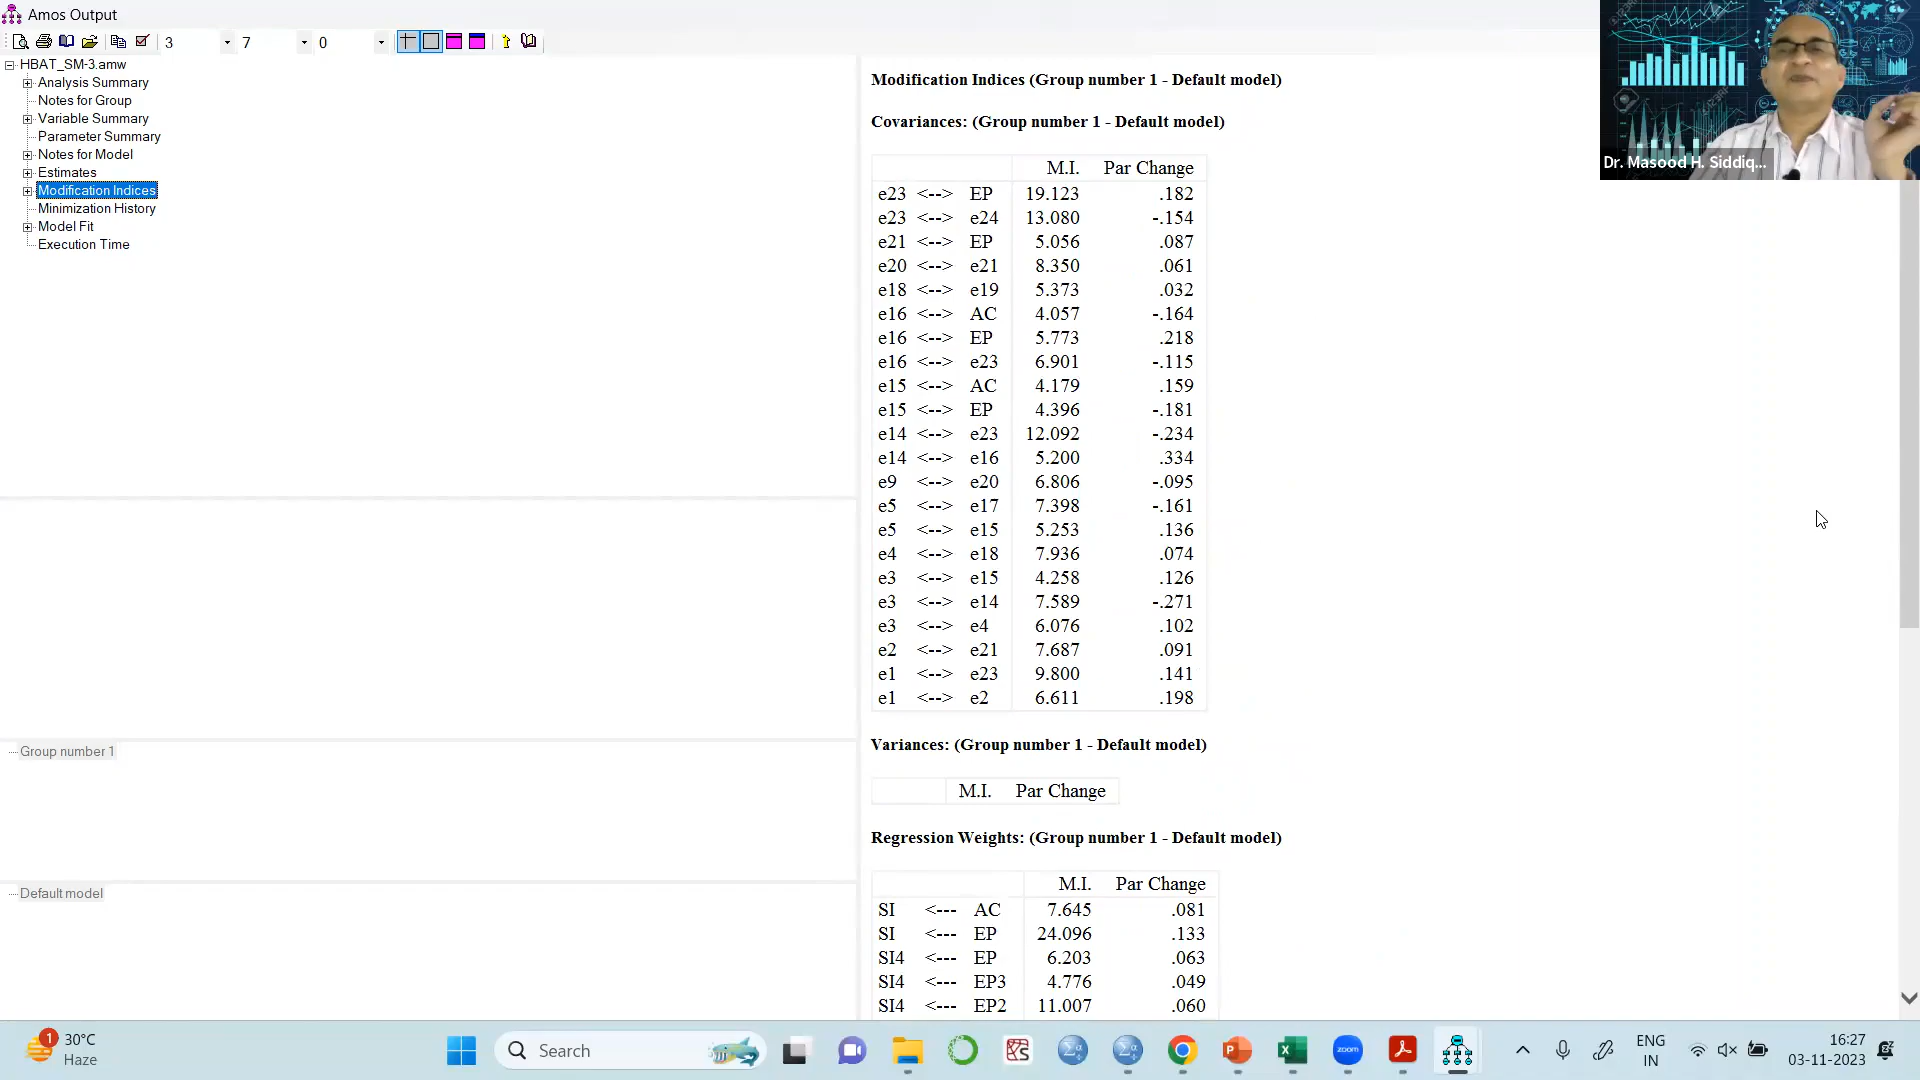 Amos Output
3 7 0
HBAT_SM-3.amw
Analysis Summary
Notes for Group
Variable Summary
Parameter Summary
Notes for Model
Estimates
Modification Indices
Minimization History
Model Fit
Execution Time
Group number 1
Default model
Modification Indices (Group number 1 - Default model)
Covariances: (Group number 1 - Default model)
M.I. Par Change
e23 <--> EP 19.123 .182
e23 <--> e24 13.080 -.154
e21 <--> EP 5.056 .087
e20 <--> e21 8.350 .061
e18 <--> e19 5.373 .032
e16 <--> AC 4.057 -.164
e16 <--> EP 5.773 .218
e16 <--> e23 6.901 -.115
e15 <--> AC 4.179 .159
e15 <--> EP 4.396 -.181
e14 <--> e23 12.092 -.234
e14 <--> e16 5.200 .334
e9 <--> e20 6.806 -.095
e5 <--> e17 7.398 -.161
e5 <--> e15 5.253 .136
e4 <--> e18 7.936 .074
e3 <--> e15 4.258 .126
e3 <--> e14 7.589 -.271
e3 <--> e4 6.076 .102
e2 <--> e21 7.687 .091
e1 <--> e23 9.800 .141
e1 <--> e2 6.611 .198
Variances: (Group number 1 - Default model)
M.I. Par Change
Regression Weights: (Group number 1 - Default model)
M.I. Par Change
SI <--- AC 7.645 .081
SI <--- EP 24.096 .133
SI4 <--- EP 6.203 .063
SI4 <--- EP3 4.776 .049
SI4 <--- EP2 11.007 .060
Dr. Masood H. Siddiq...
1
30°C
Haze
Search
zoom
ENG
IN
16:27
03-11-2023